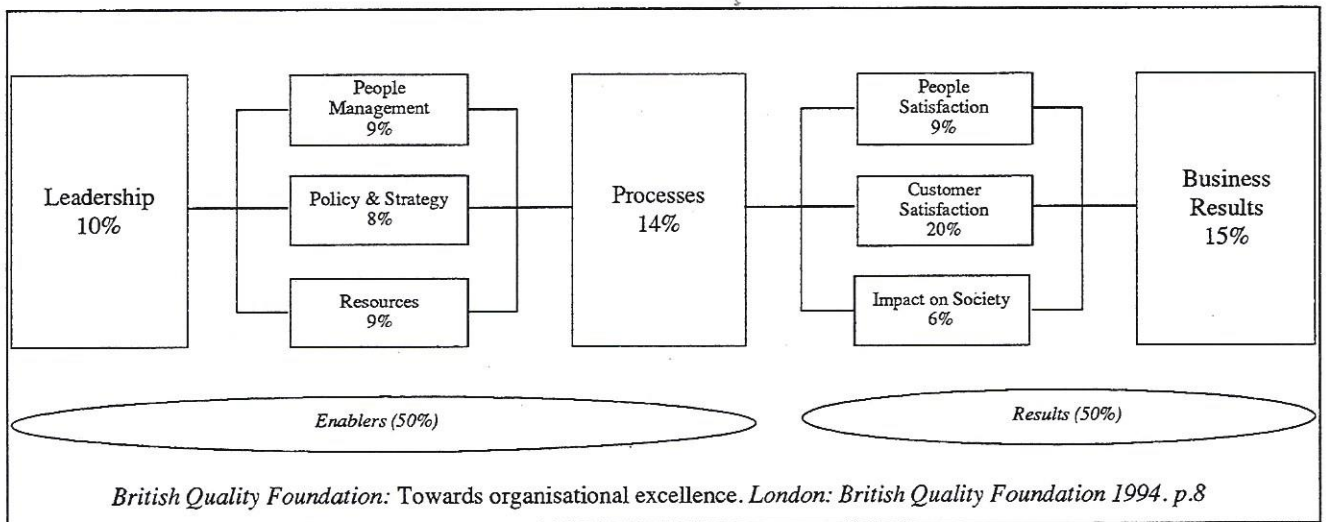 Leadership
10%
People
Management
9%
Policy & Strategy
8%
Resources
9%
Processes
14%
People
Satisfaction
9%
Customer
Satisfaction
20%
Impact on Society
6%
Business
Results
15%
Enablers (50%)
Results (50%)
British Quality Foundation: Towards organisational excellence. London: British Quality Foundation 1994. p.8